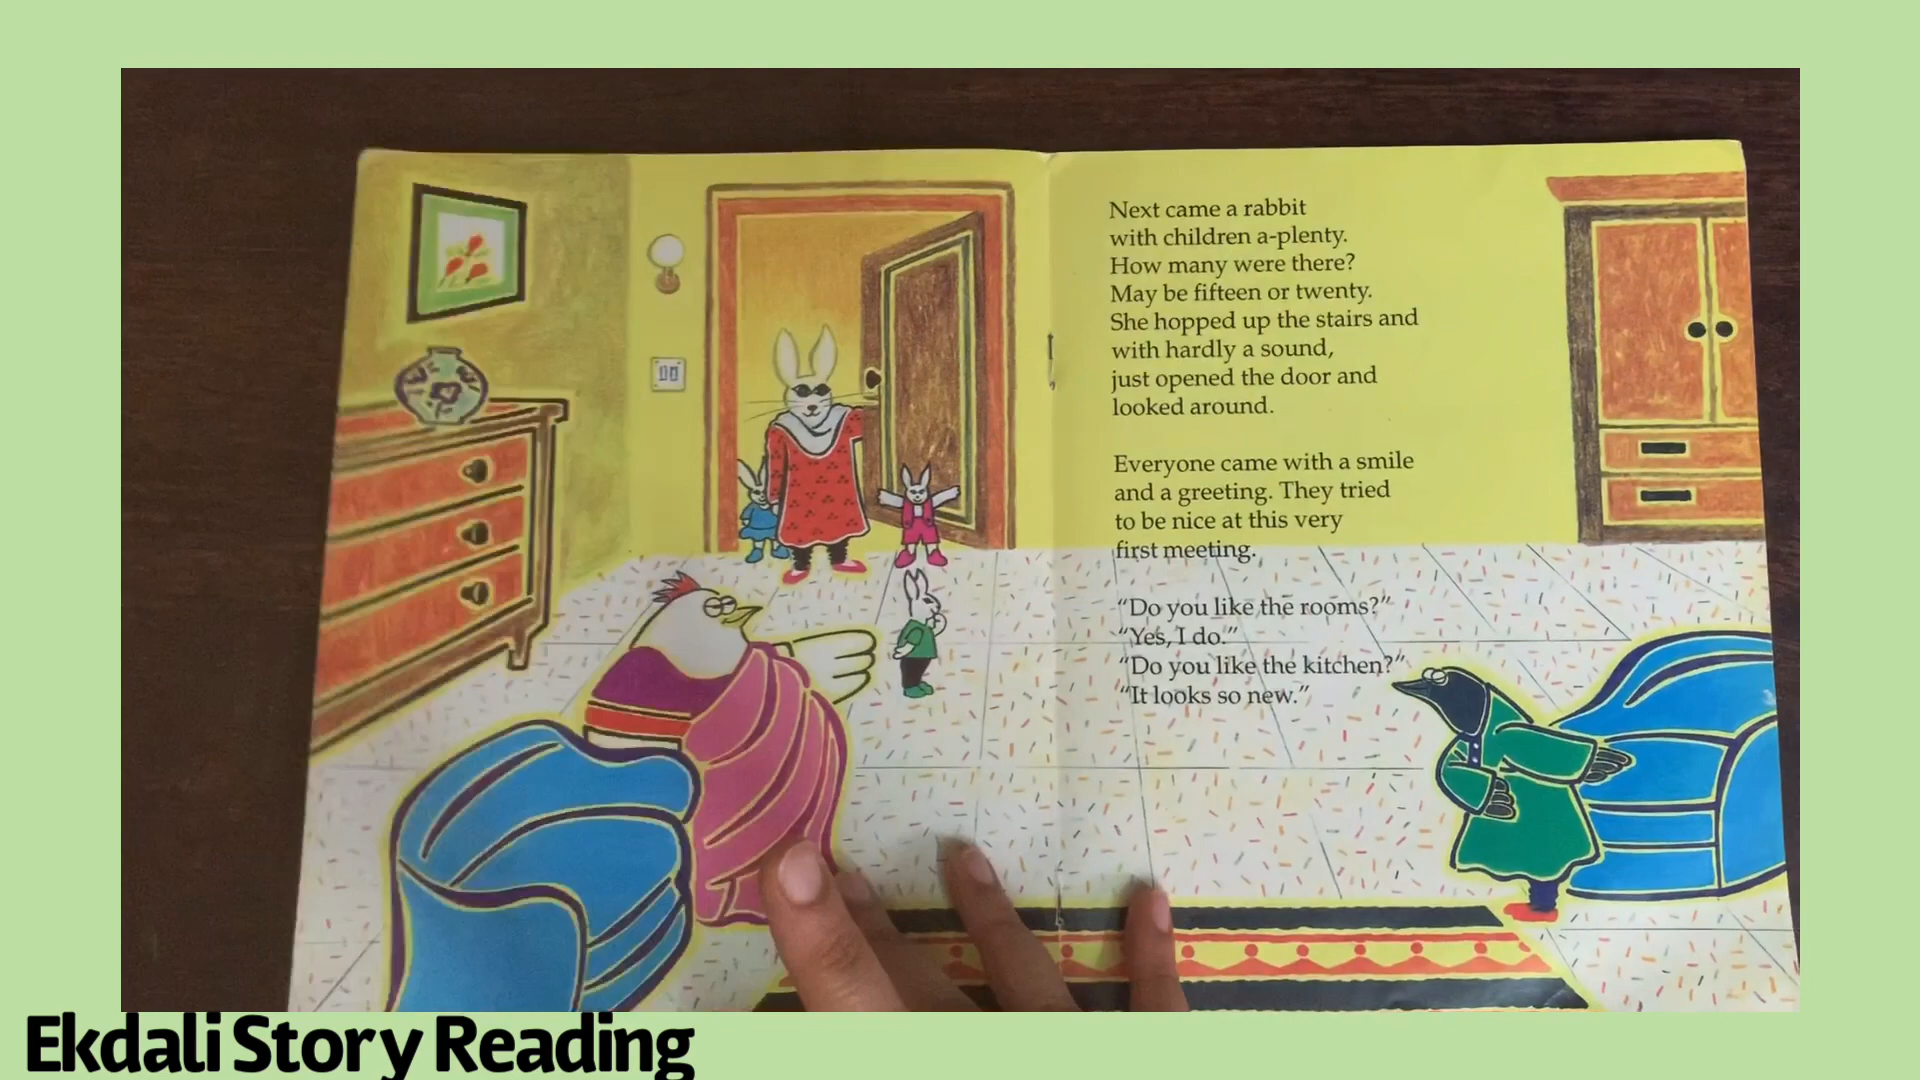 Next came a rabbit
with children a-plenty.
How many were there?
May be fifteen or twenty.
She hopped up the stairs and
with hardly a sound,
just opened the door and
looked around.
Everyone came with a smile
and a greeting. They tried
to be nice at this very
first meeting.
“Do you like the rooms?”
“Yes, I do.”
“Do you like the kitchen?”
“It looks so new.”
Ekdali Story Reading